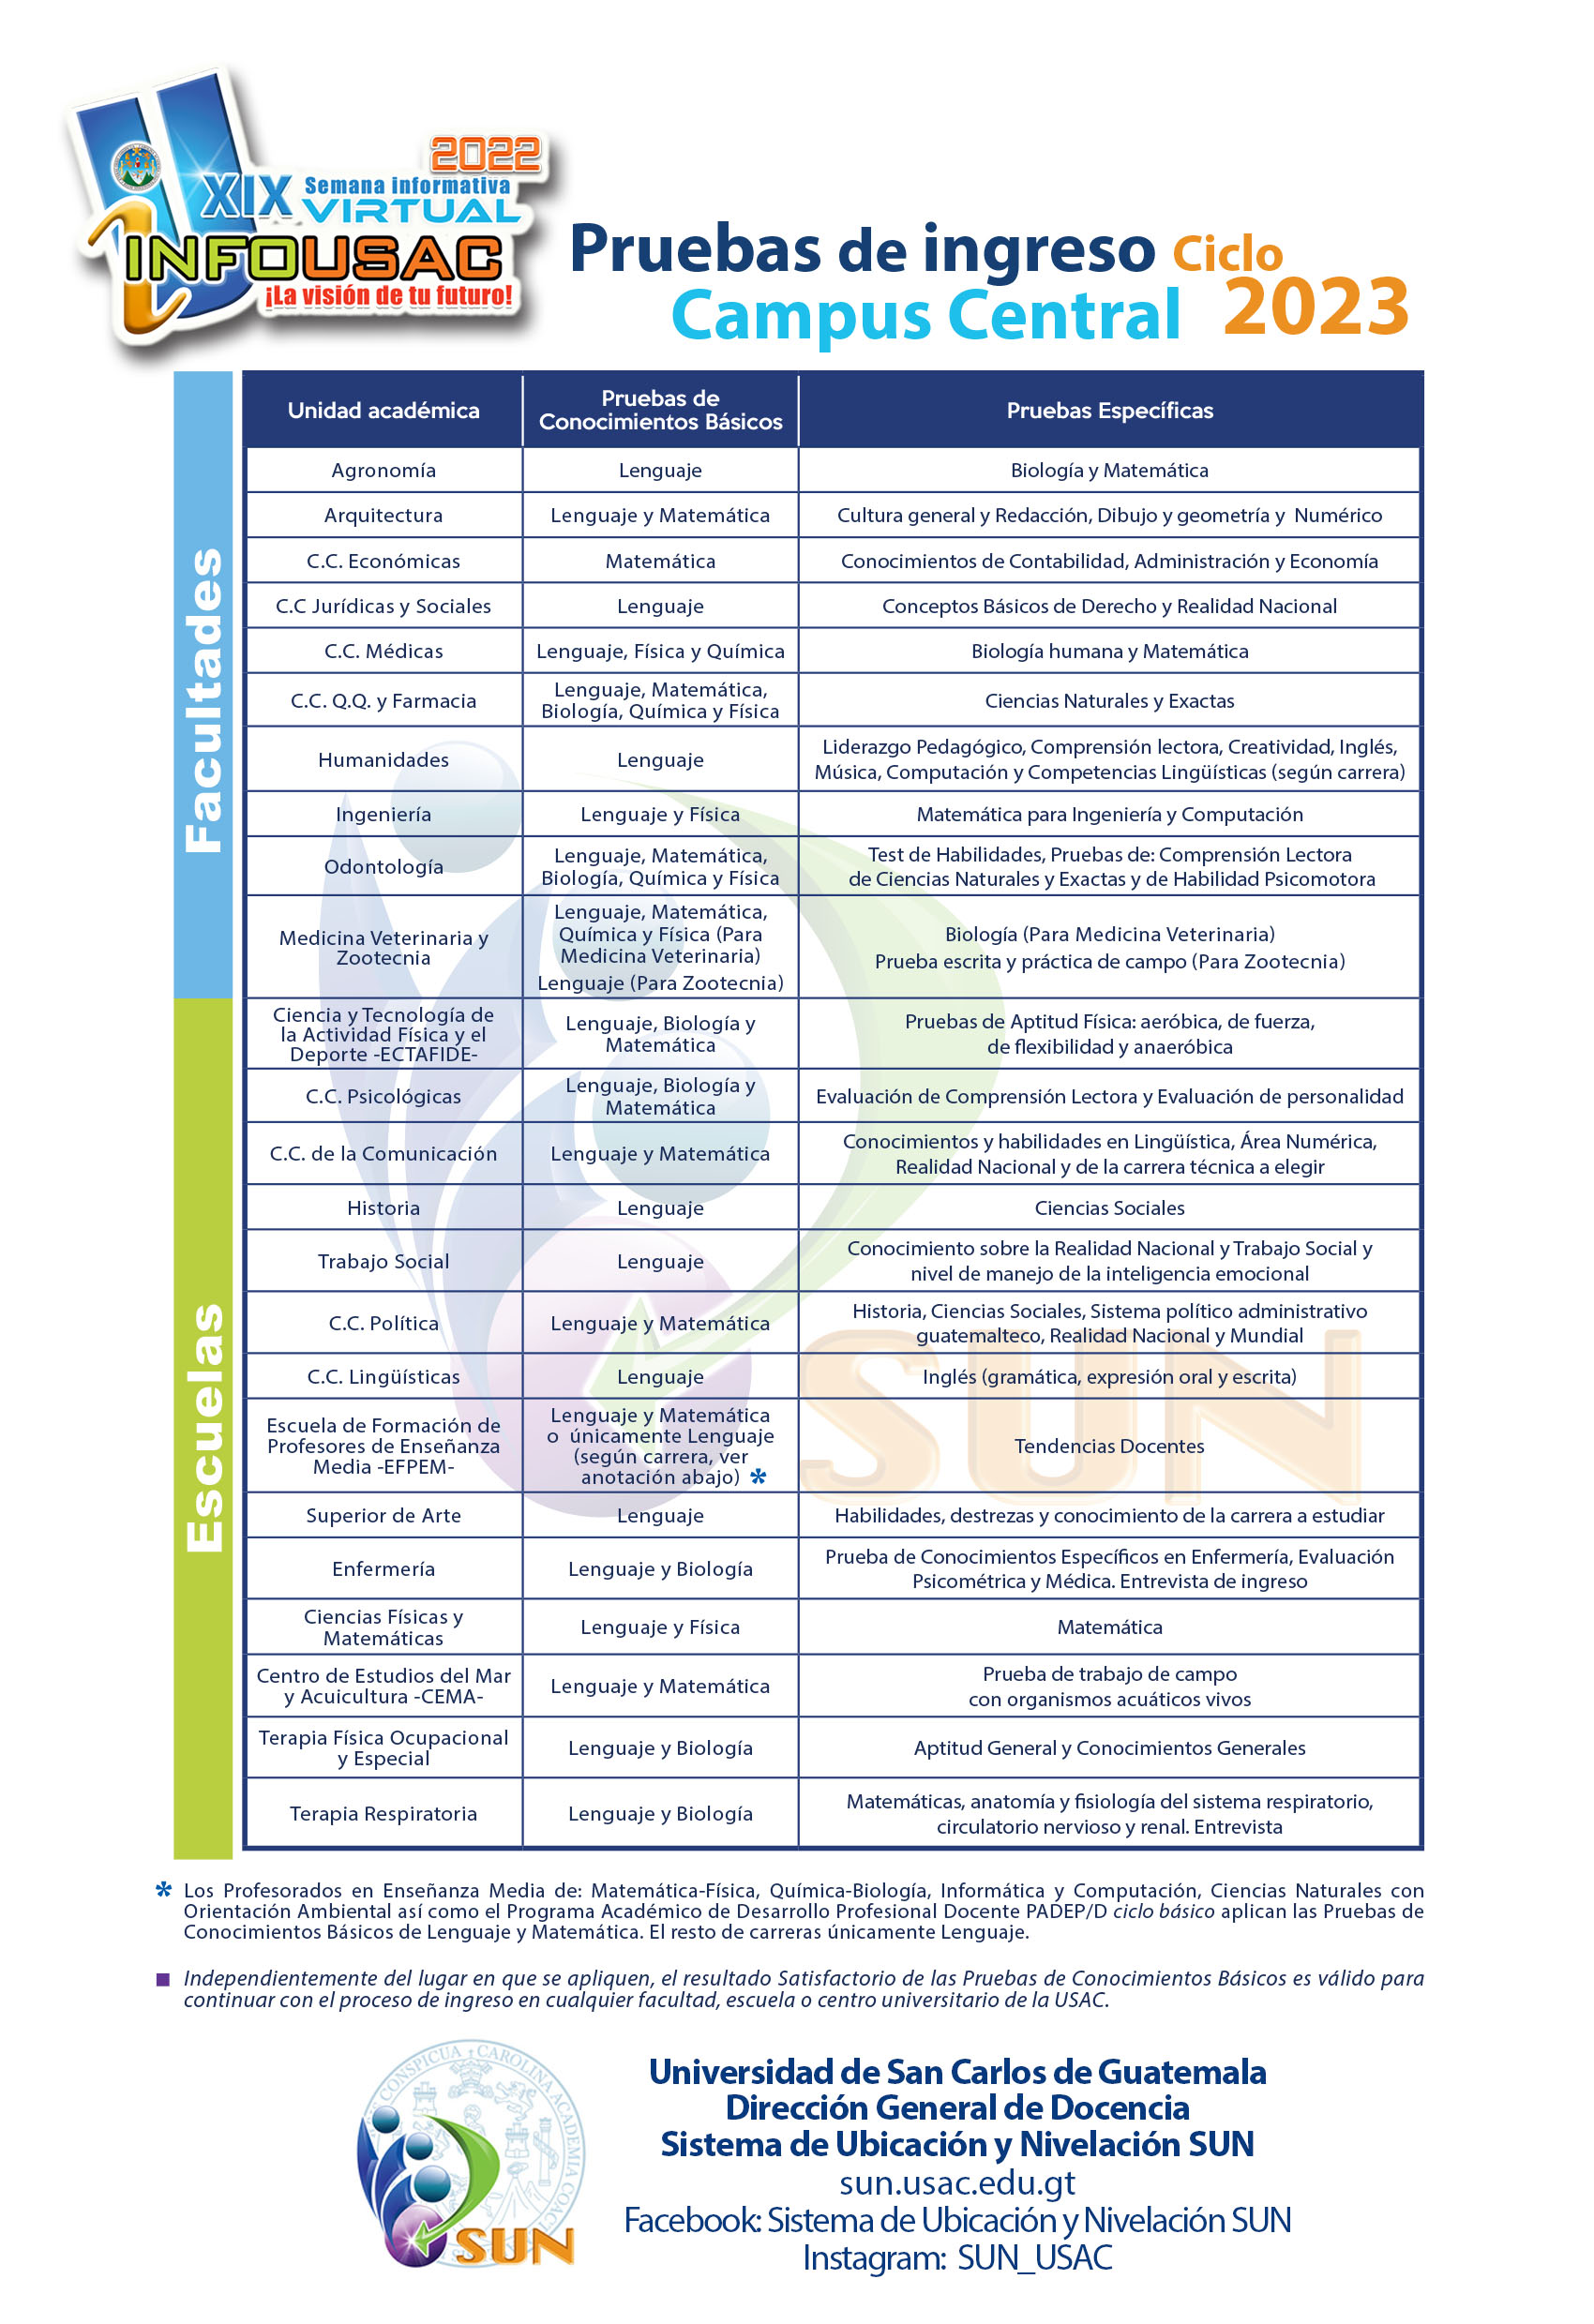 2022
XIX Semana informativa
VIRTUAL
INFOUSAC
¡La visión de tu futuro!
Pruebas de ingreso Ciclo
Campus Central 2023
Facultades
Unidad académica
Pruebas de
Conocimientos Básicos
Pruebas Específicas
Agronomía
Lenguaje
Biología y Matemática
Arquitectura
Lenguaje y Matemática
Cultura general y Redacción, Dibujo y geometría y Numérico
C.C. Económicas
Matemática
Conocimientos de Contabilidad, Administración y Economía
C.C Jurídicas y Sociales
Lenguaje
Conceptos Básicos de Derecho y Realidad Nacional
C.C. Médicas
Lenguaje, Física y Química
Biología humana y Matemática
C.C. Q.Q. y Farmacia
Lenguaje, Matemática,
Biología, Química y Física
Ciencias Naturales y Exactas
Humanidades
Lenguaje
Liderazgo Pedagógico, Comprensión lectora, Creatividad, Inglés,
Música, Computación y Competencias Lingüísticas (según carrera)
Ingeniería
Lenguaje y Física
Matemática para Ingeniería y Computación
Odontología
Lenguaje, Matemática,
Biología, Química y Física
Test de Habilidades, Pruebas de: Comprensión Lectora
de Ciencias Naturales y Exactas y de Habilidad Psicomotora
Medicina Veterinaria y
Zootecnia
Lenguaje, Matemática,
Química y Física (Para
Medicina Veterinaria)
Lenguaje (Para Zootecnia)
Biología (Para Medicina Veterinaria)
Prueba escrita y práctica de campo (Para Zootecnia)
Escuelas
Ciencia y Tecnología de
la Actividad Física y el
Deporte -ECTAFIDE-
Lenguaje, Biología y
Matemática
Pruebas de Aptitud Física: aeróbica, de fuerza,
de flexibilidad y anaeróbica
C.C. Psicológicas
Lenguaje, Biología y
Matemática
Evaluación de Comprensión Lectora y Evaluación de personalidad
C.C. de la Comunicación
Lenguaje y Matemática
Conocimientos y habilidades en Lingüística, Área Numérica,
Realidad Nacional y de la carrera técnica a elegir
Historia
Lenguaje
Ciencias Sociales
Trabajo Social
Lenguaje
Conocimiento sobre la Realidad Nacional y Trabajo Social y
nivel de manejo de la inteligencia emocional
C.C. Política
Lenguaje y Matemática
Historia, Ciencias Sociales, Sistema político administrativo
guatemalteco, Realidad Nacional y Mundial
C.C. Lingüísticas
Lenguaje
Inglés (gramática, expresión oral y escrita)
Escuela de Formación de
Profesores de Enseñanza
Media -EFPEM-
Lenguaje y Matemática
o únicamente Lenguaje
(según carrera, ver
anotación abajo) *
Tendencias Docentes
Superior de Arte
Lenguaje
Habilidades, destrezas y conocimiento de la carrera a estudiar
Enfermería
Lenguaje y Biología
Prueba de Conocimientos Específicos en Enfermería, Evaluación
Psicométrica y Médica. Entrevista de ingreso
Ciencias Físicas y
Matemáticas
Lenguaje y Física
Matemática
Centro de Estudios del Mar
y Acuicultura -CEMA-
Lenguaje y Matemática
Prueba de trabajo de campo
con organismos acuáticos vivos
Terapia Física Ocupacional
y Especial
Lenguaje y Biología
Aptitud General y Conocimientos Generales
Terapia Respiratoria
Lenguaje y Biología
Matemáticas, anatomía y fisiología del sistema respiratorio,
circulatorio nervioso y renal. Entrevista
SUN
* Los Profesorados en Enseñanza Media de: Matemática-Física, Química-Biología, Informática y Computación, Ciencias Naturales con
Orientación Ambiental así como el Programa Académico de Desarrollo Profesional Docente PADEP/D ciclo básico aplican las Pruebas de
Conocimientos Básicos de Lenguaje y Matemática. El resto de carreras únicamente Lenguaje.
■ Independientemente del lugar en que se apliquen, el resultado Satisfactorio de las Pruebas de Conocimientos Básicos es válido para
continuar con el proceso de ingreso en cualquier facultad, escuela o centro universitario de la USAC.
CONSPICUA CAROLINA ACADEMIA
SUN
Universidad de San Carlos de Guatemala
Dirección General de Docencia
Sistema de Ubicación y Nivelación SUN
sun.usac.edu.gt
Facebook: Sistema de Ubicación y Nivelación SUN
Instagram: SUN_USAC